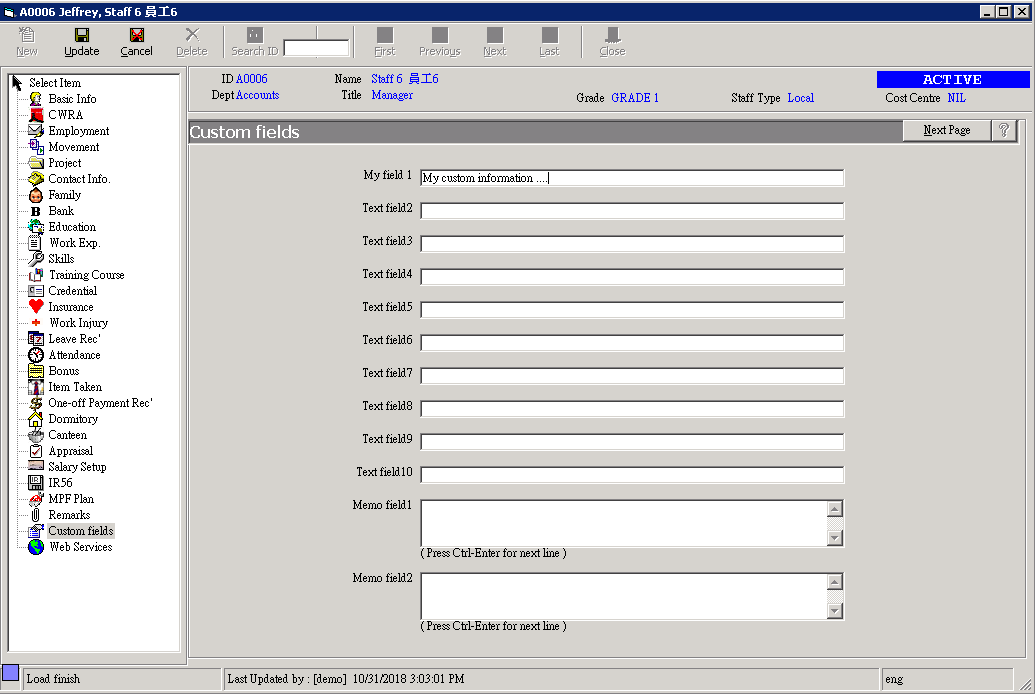 A0006 Jeffrey, Staff 6 員工6
New Update Cancel Delete Search ID First Previous Next Last Close
Select Item
Basic Info
CWRA
Employment
Movement
Project
Contact Info.
Family
Bank
Education
Work Exp.
Skills
Training Course
Credential
Insurance
Work Injury
Leave Rec'
Attendance
Bonus
Item Taken
One-off Payment Rec'
Dormitory
Canteen
Appraisal
Salary Setup
IR56
MPF Plan
Remarks
Custom fields
Web Services
ID A0006 Name Staff 6 員工6 ACTIVE
Dept Accounts Title Manager Grade GRADE 1 Staff Type Local Cost Centre NIL
Custom fields Next Page ?
My field 1 My custom information ....
Text field2
Text field3
Text field4
Text field5
Text field6
Text field7
Text field8
Text field9
Text field10
Memo field1
( Press Ctrl-Enter for next line )
Memo field2
( Press Ctrl-Enter for next line )
Load finish Last Updated by : [demo] 10/31/2018 3:03:01 PM eng